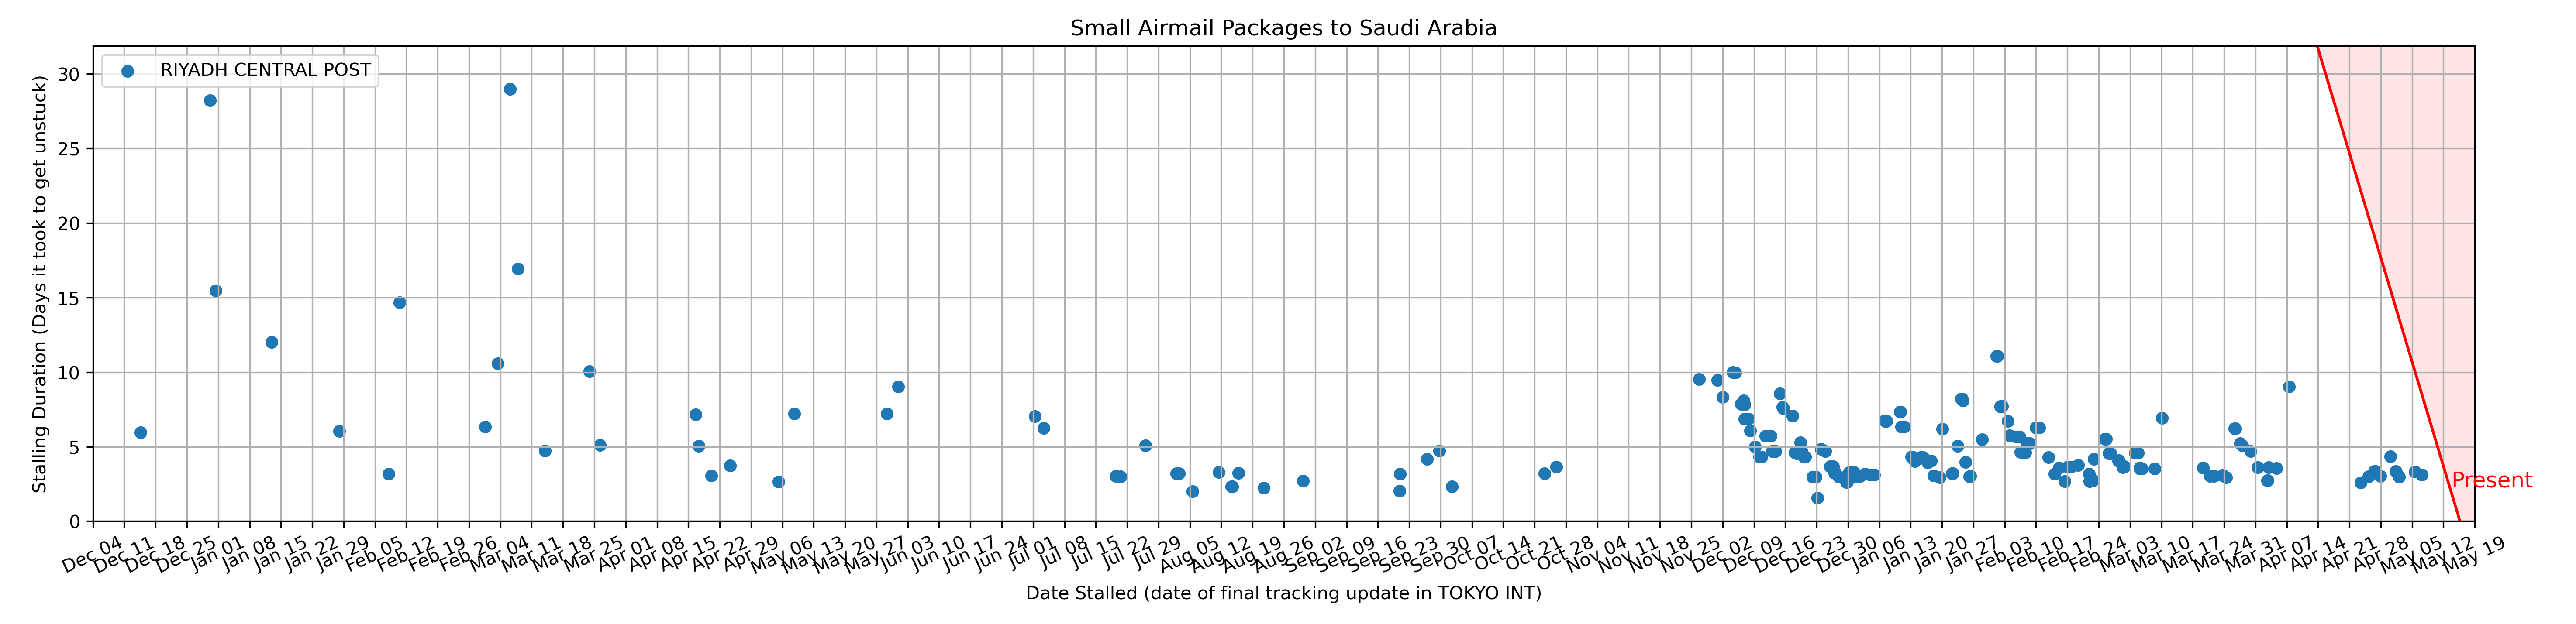 Small Airmail Packages to Saudi Arabia
RIYADH CENTRAL POST
Stalling Duration (Days it took to get unstuck)
30
25
20
15
10
5
0
Present
Dec 04
Dec 11
Dec 18
Dec 25
Jan 01
Jan 08
Jan 15
Jan 22
Jan 29
Feb 05
Feb 12
Feb 19
Feb 26
Mar 04
Mar 11
Mar 18
Mar 25
Apr 01
Apr 08
Apr 15
Apr 22
Apr 29
May 06
May 13
May 20
May 27
Jun 03
Jun 10
Jun 17
Jun 24
Jul 01
Jul 08
Jul 15
Jul 22
Jul 29
Aug 05
Aug 12
Aug 19
Aug 26
Sep 02
Sep 09
Sep 16
Sep 23
Sep 30
Oct 07
Oct 14
Oct 21
Oct 28
Nov 04
Nov 11
Nov 18
Nov 25
Dec 02
Dec 09
Dec 16
Dec 23
Dec 30
Jan 06
Jan 13
Jan 20
Jan 27
Feb 03
Feb 10
Feb 17
Feb 24
Mar 03
Mar 10
Mar 17
Mar 24
Mar 31
Apr 07
Apr 14
Apr 21
Apr 28
May 05
May 12
May 19
Date Stalled (date of final tracking update in TOKYO INT)